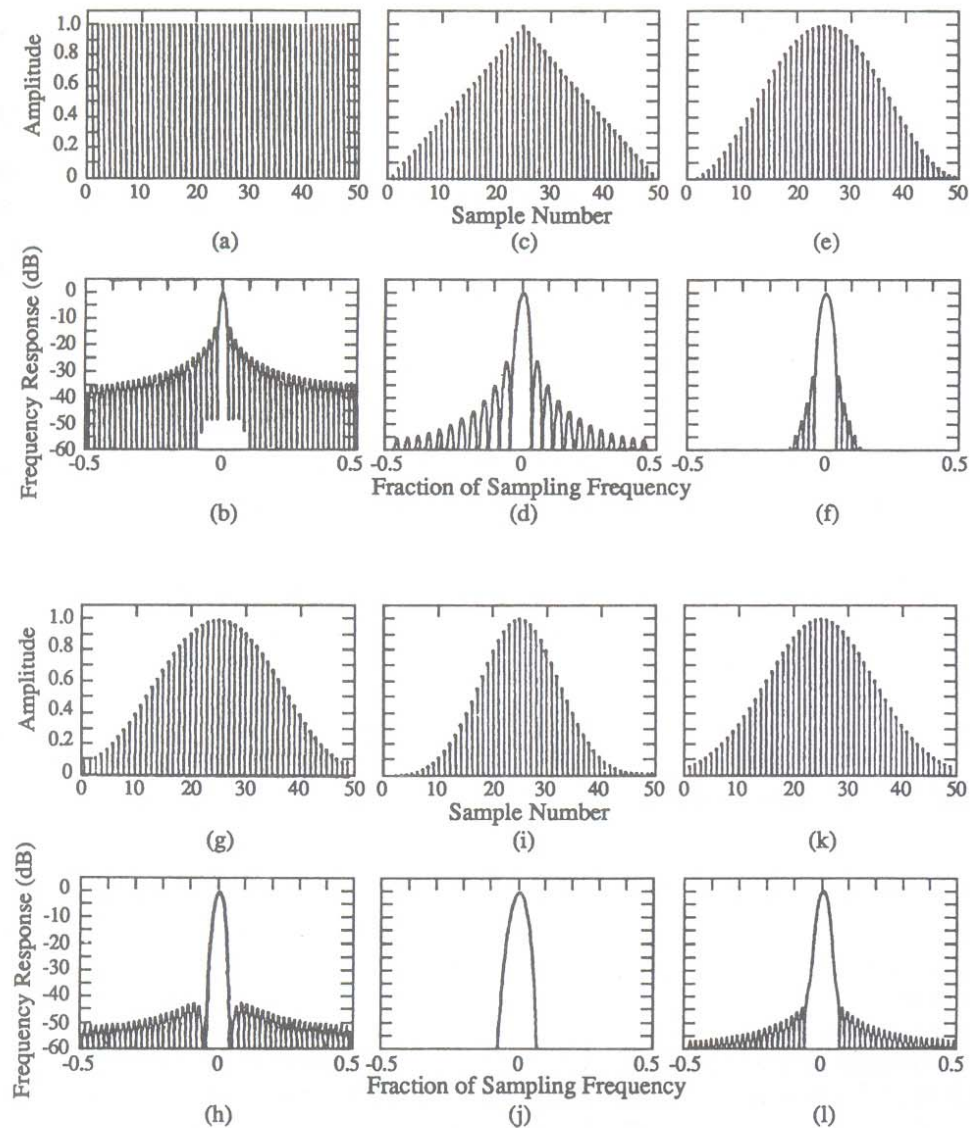 Amplitude
1.0
0.8
0.6
0.4
0.2
0
0 10 20 30 40 50
0 10 20 30 40 50
0 10 20 30 40 50
Sample Number
(a)
(c)
(e)
Frequency Response (dB)
0
-10
-20
-30
-40
-50
-60
-0.5 0 0.5
-0.5 0 0.5
-0.5 0 0.5
Fraction of Sampling Frequency
(b)
(d)
(f)
Amplitude
1.0
0.8
0.6
0.4
0.2
0
0 10 20 30 40 50
0 10 20 30 40 50
0 10 20 30 40 50
Sample Number
(g)
(i)
(k)
Frequency Response (dB)
0
-10
-20
-30
-40
-50
-60
-0.5 0 0.5
-0.5 0 0.5
-0.5 0 0.5
Fraction of Sampling Frequency
(h)
(j)
(l)